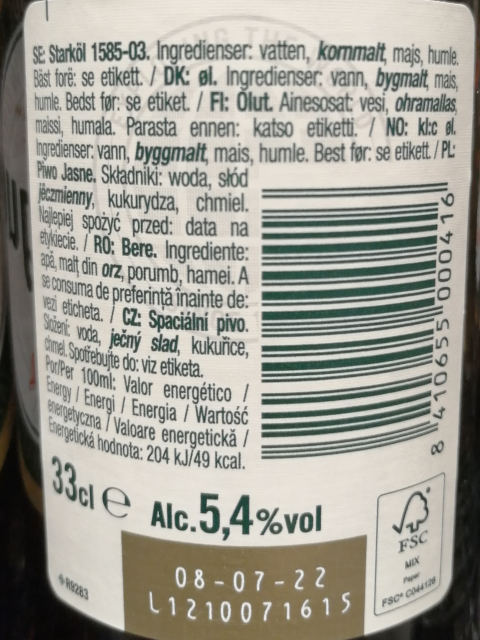 SE: Starköl 1585-03. Ingredienser: vatten, kornmalt, majs, humle.
Bäst före: se etikett. / DK: øl. Ingredienser: vann, bygmalt, mais,
humle. Bedst før: se etiket. / FI: Olut. Ainesosat: vesi, ohramallas,
maissi, humala. Parasta ennen: katso etiketti. / NO: kl:c øl.
Ingredienser: vann, byggmalt, mais, humle. Best før: se etikett. / PL:
Piwo Jasne. Składniki: woda, słód
jęczmienny, kukurydza, chmiel.
Najlepiej spożyć przed: data na
etykiecie. / RO: Bere. Ingrediente:
apă, malț din orz, porumb, hamei. A
se consuma de preferință înainte de:
vezi eticheta. / CZ: Spaciální pivo.
Složení: voda, ječný slad, kukuřice,
chmel. Spotřebujte do: viz etiketa.
Por/Per 100ml: Valor energético /
Energy / Energi / Energia / Wartość
energetyczna / Valoare energetică /
Energetická hodnota: 204 kJ/49 kcal.
8 410655 000416
33cl e Alc.5,4%vol
FSC
MIX
Paper
FSC® C044126
R9283
08-07-22
L1210071615